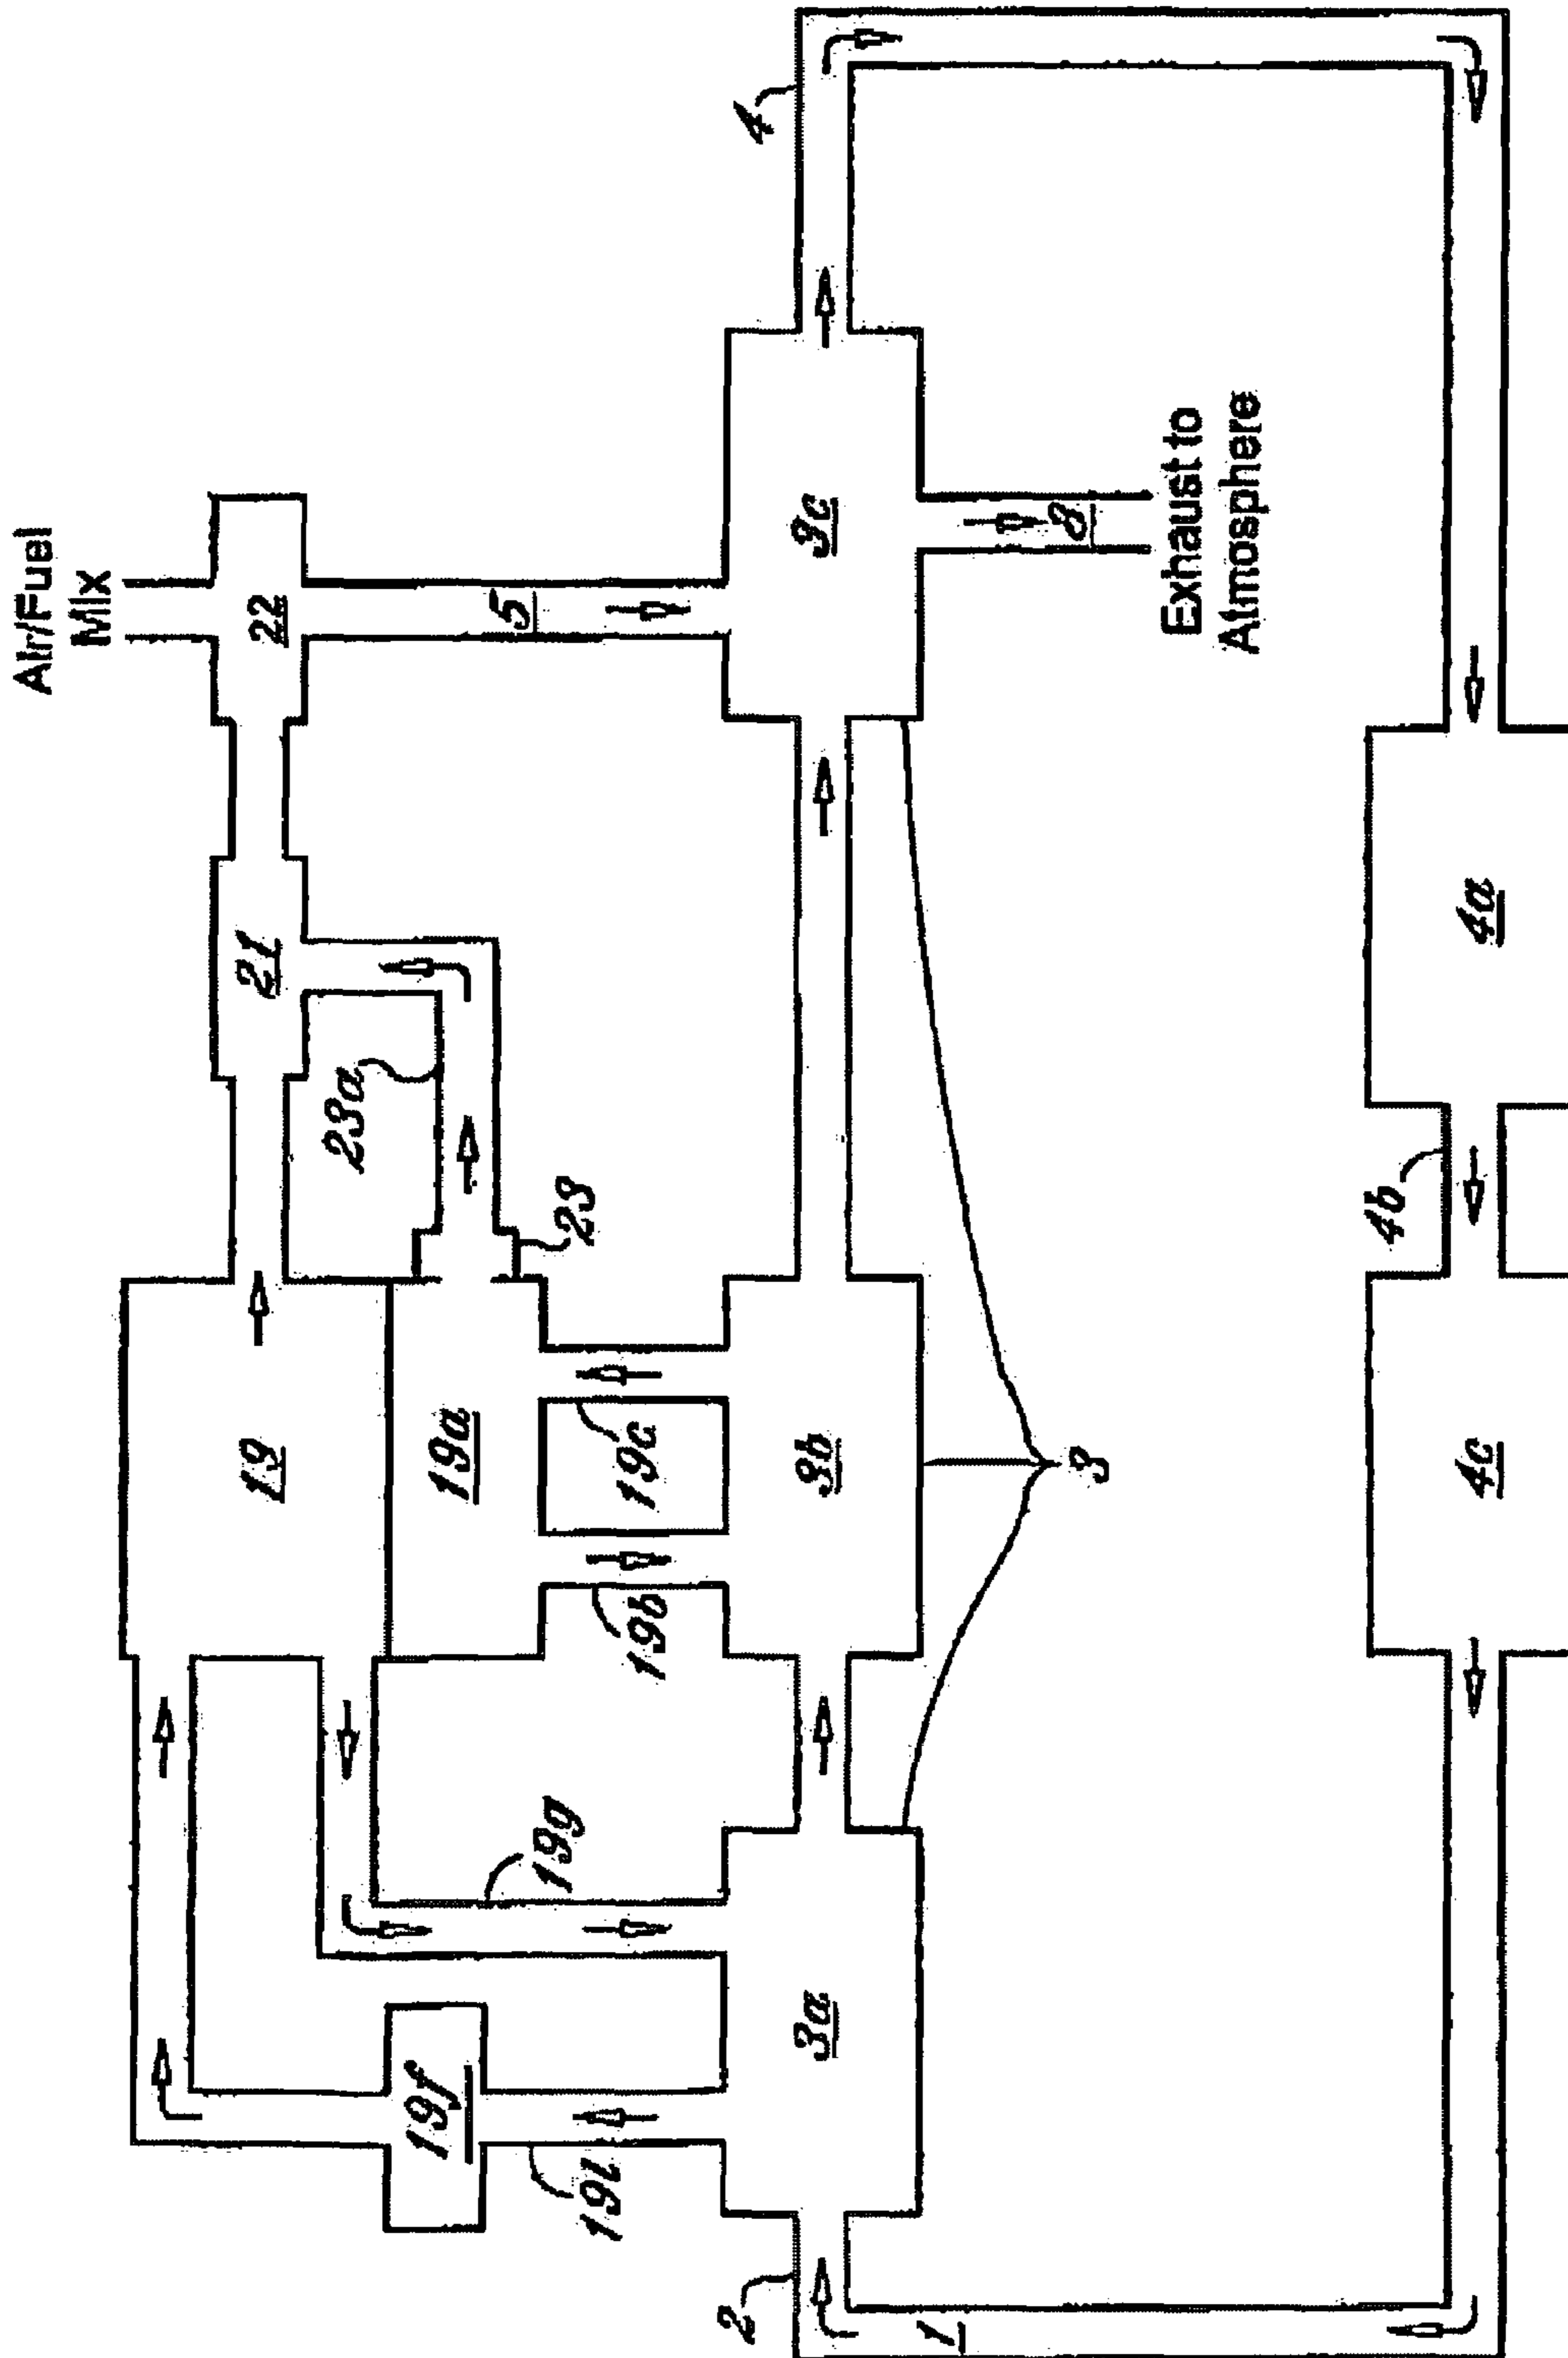 Air/Fuel
Mix
19
21
22
23a
19f
19a
5
19g
23
19i
19b
19c
2
4
3a
3b
3c
1
8
3
Exhaust to
Atmosphere
4b
4c
4a